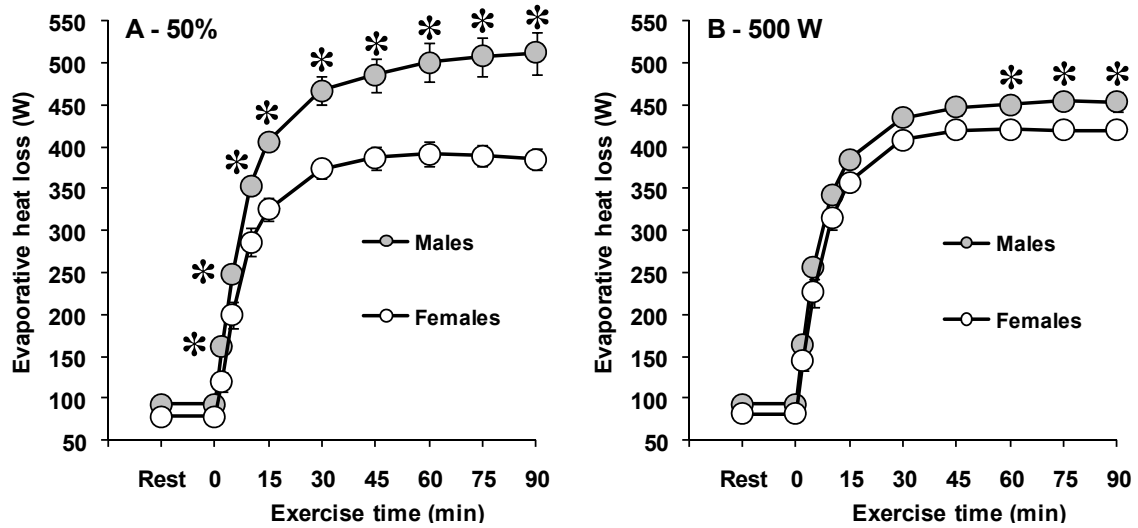 A - 50%
Evaporative heat loss (W)
550
500
450
400
350
300
250
200
150
100
50
* * * * * * * * *
Males
Females
Rest 0 15 30 45 60 75 90
Exercise time (min)
B - 500 W
Evaporative heat loss (W)
550
500
450
400
350
300
250
200
150
100
50
* * *
Males
Females
Rest 0 15 30 45 60 75 90
Exercise time (min)